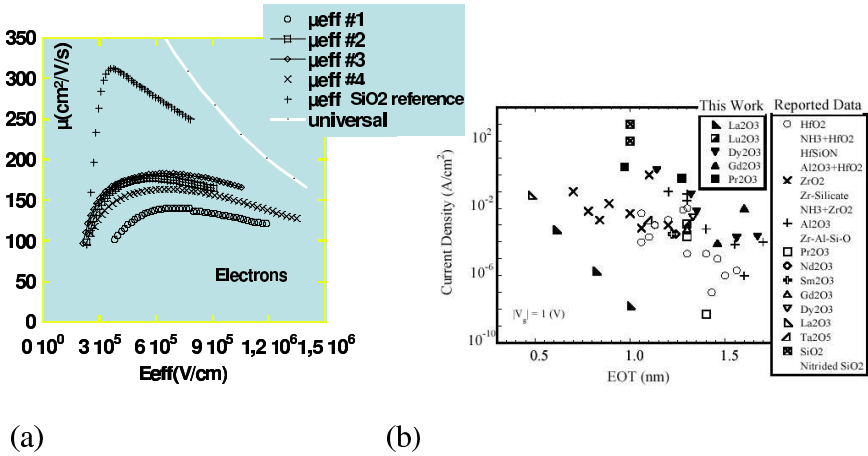 350
300
250
200
150
100
50
0
μ(cm²/V/s)
0 10⁰
3 10⁵
6 10⁵
9 10⁵
1,2 10⁶
1,5 10⁶
Eeff(V/cm)
Electrons
μeff #1
μeff #2
μeff #3
μeff #4
μeff SiO2 reference
universal
(a)
Current Density (A/cm²)
10²
10⁻²
10⁻⁶
10⁻¹⁰
0.5
1.0
1.5
EOT (nm)
|Vg| = 1 (V)
This Work
La2O3
Lu2O3
Dy2O3
Gd2O3
Pr2O3
Reported Data
HfO2
NH3+HfO2
HfSiON
Al2O3+HfO2
ZrO2
Zr-Silicate
NH3+ZrO2
Al2O3
Zr-Al-Si-O
Pr2O3
Nd2O3
Sm2O3
Gd2O3
Dy2O3
La2O3
Ta2O5
SiO2
Nitrided SiO2
(b)